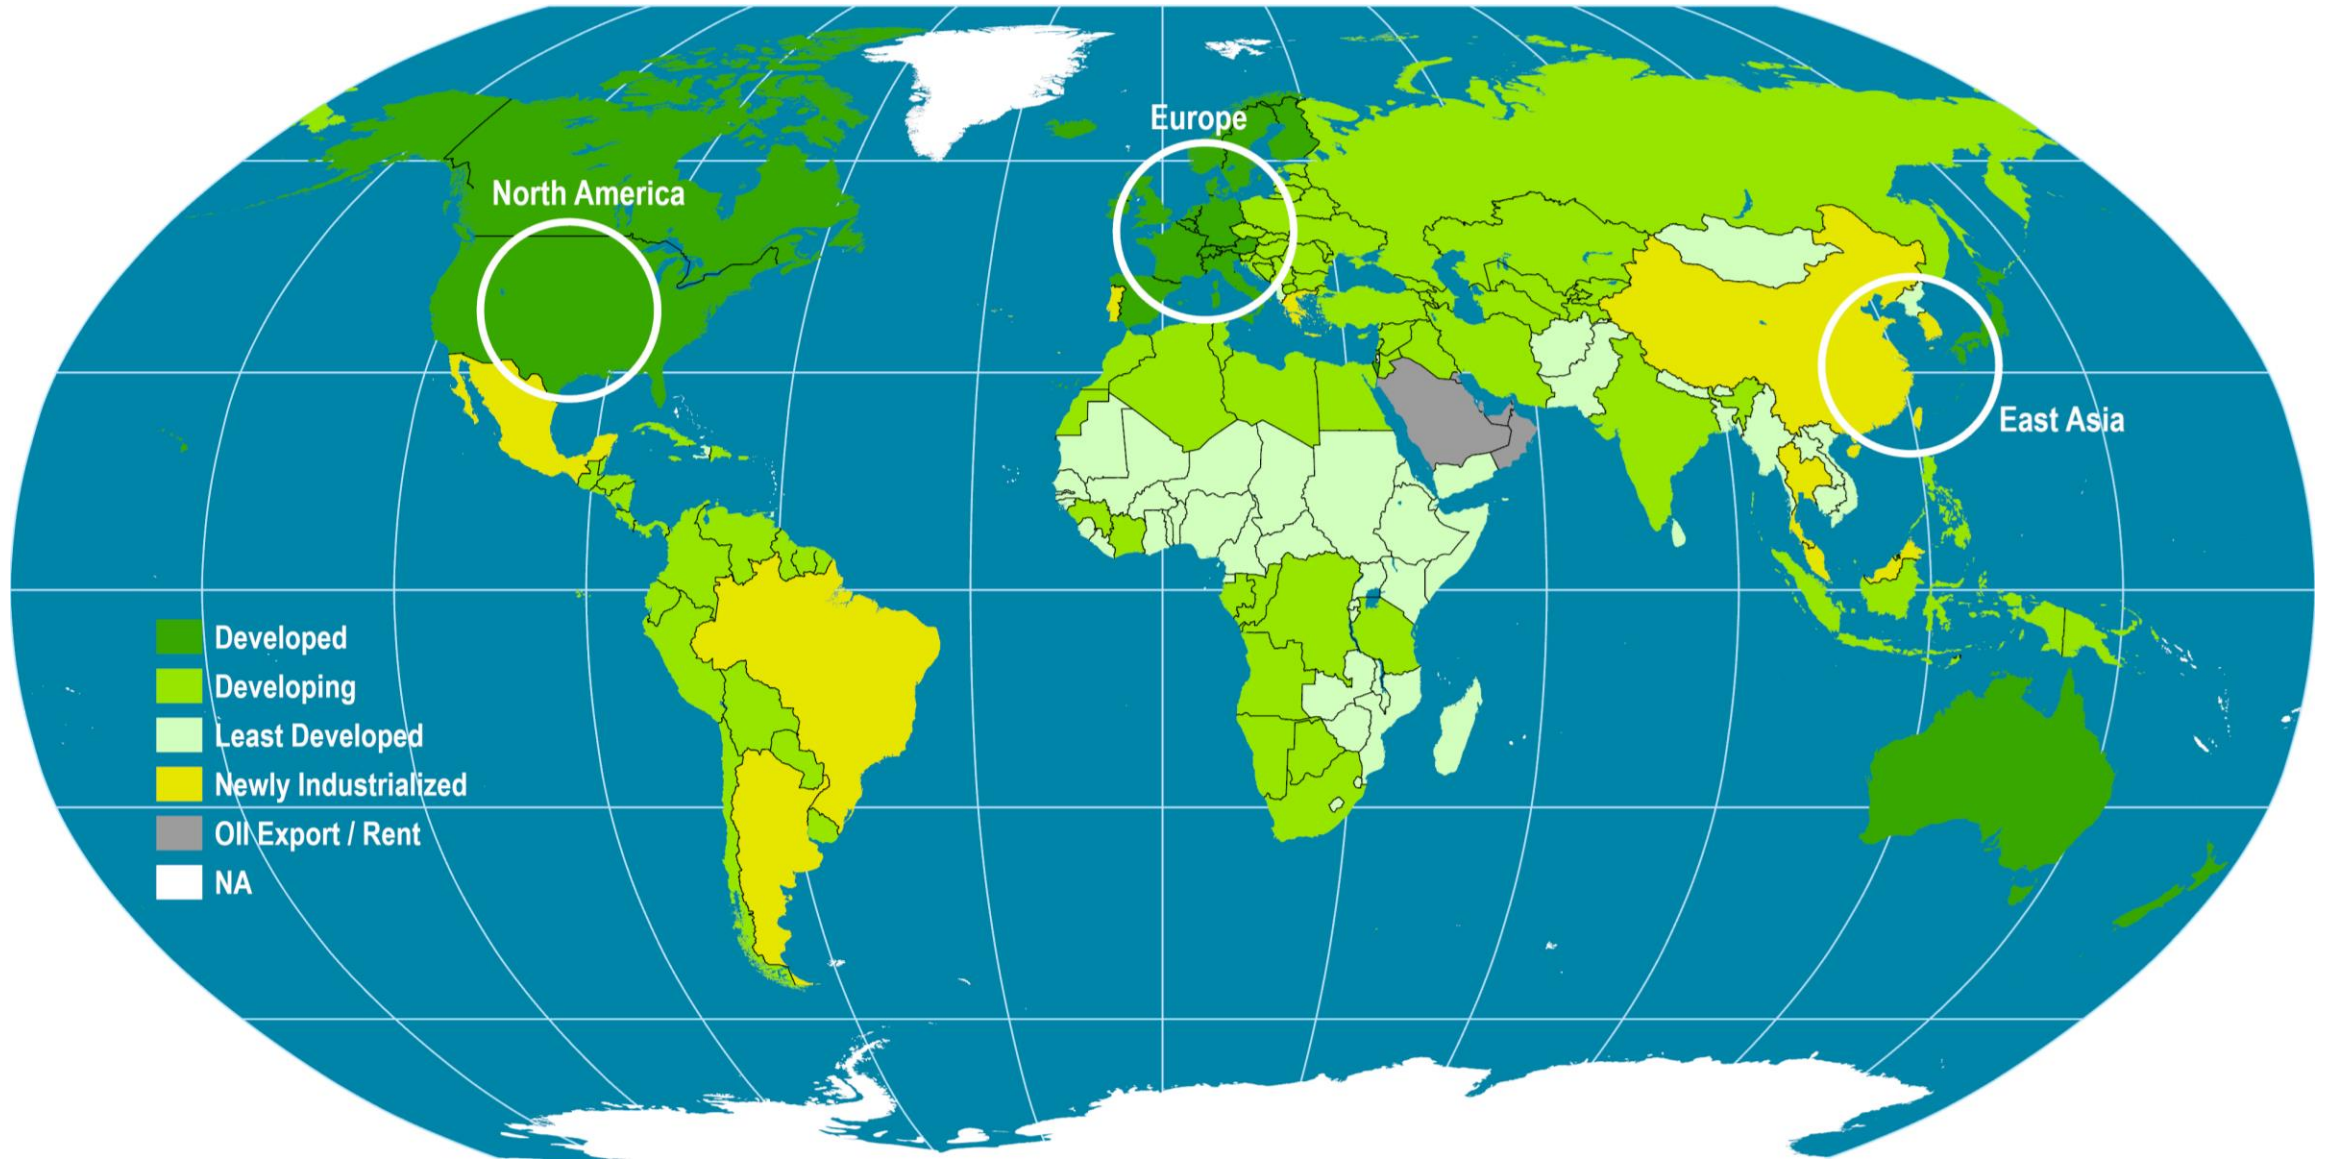 Europe
North America
East Asia
Developed
Developing
Least Developed
Newly Industrialized
OIl Export / Rent
NA